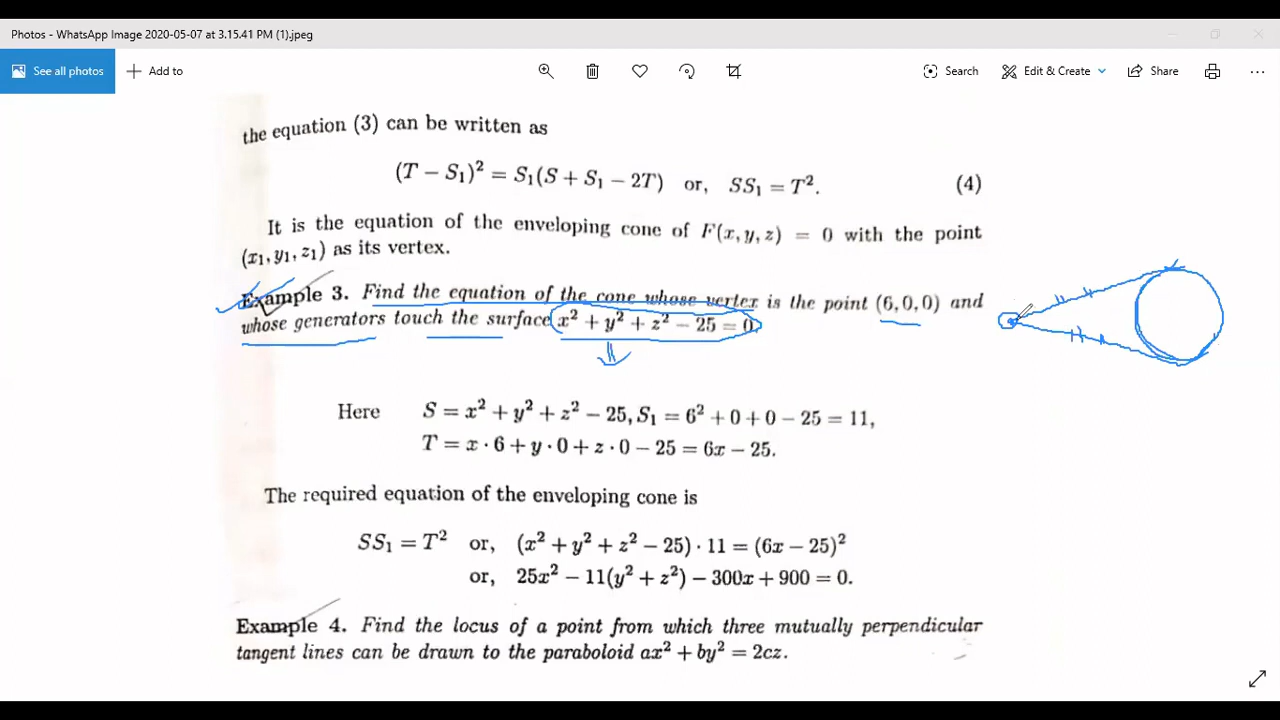 Photos - WhatsApp Image 2020-05-07 at 3.15.41 PM (1).jpeg
See all photos Add to Search Edit & Create Share
the equation (3) can be written as
(T − S₁)² = S₁(S + S₁ − 2T) or, SS₁ = T². (4)
It is the equation of the enveloping cone of F(x, y, z) = 0 with the point
(x₁, y₁, z₁) as its vertex.
Example 3. Find the equation of the cone whose vertex is the point (6, 0, 0) and
whose generators touch the surface x² + y² + z² − 25 = 0.
Here S = x² + y² + z² − 25, S₁ = 6² + 0 + 0 − 25 = 11,
T = x · 6 + y · 0 + z · 0 − 25 = 6x − 25.
The required equation of the enveloping cone is
SS₁ = T² or, (x² + y² + z² − 25) · 11 = (6x − 25)²
or, 25x² − 11(y² + z²) − 300x + 900 = 0.
Example 4. Find the locus of a point from which three mutually perpendicular
tangent lines can be drawn to the paraboloid ax² + by² = 2cz.